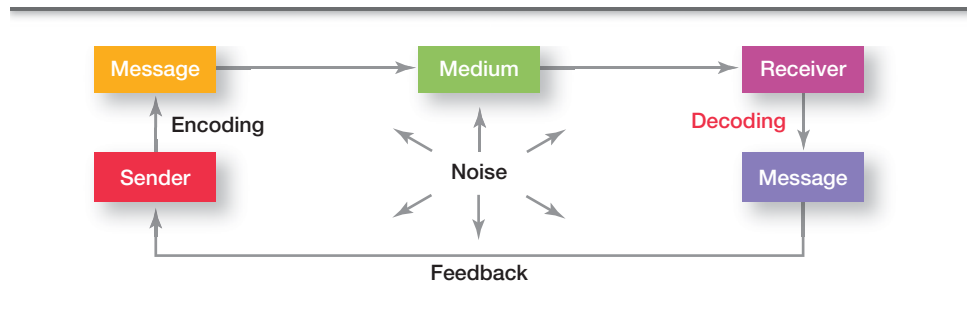 Message
Medium
Receiver
Encoding
Decoding
Sender
Noise
Message
Feedback